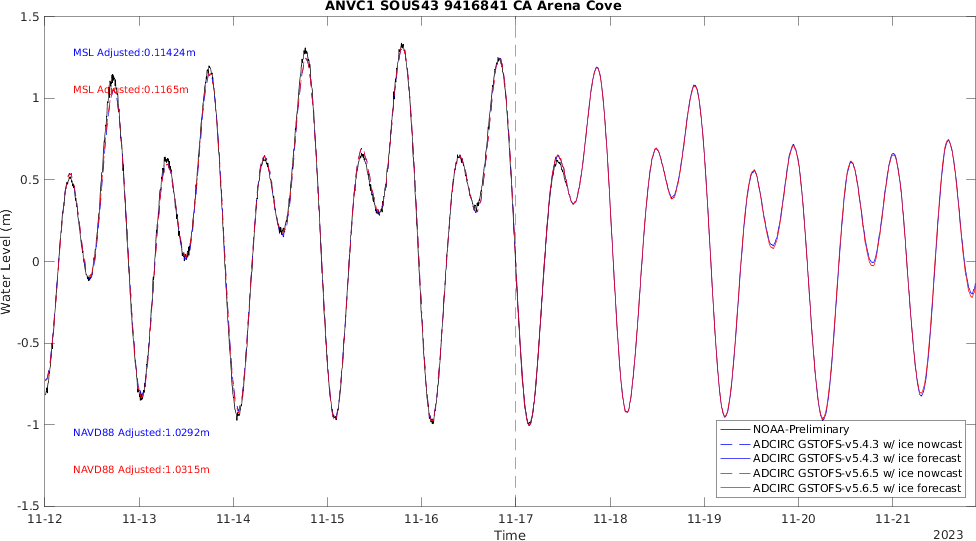 ANVC1 SOUS43 9416841 CA Arena Cove
1.5
MSL Adjusted:0.11424m
MSL Adjusted:0.1165m
1
0.5
0
-0.5
-1
-1.5
Water Level (m)
NAVD88 Adjusted:1.0292m
NAVD88 Adjusted:1.0315m
NOAA-Preliminary
ADCIRC GSTOFS-v5.4.3 w/ ice nowcast
ADCIRC GSTOFS-v5.4.3 w/ ice forecast
ADCIRC GSTOFS-v5.6.5 w/ ice nowcast
ADCIRC GSTOFS-v5.6.5 w/ ice forecast
11-12 11-13 11-14 11-15 11-16 11-17 11-18 11-19 11-20 11-21
Time
2023